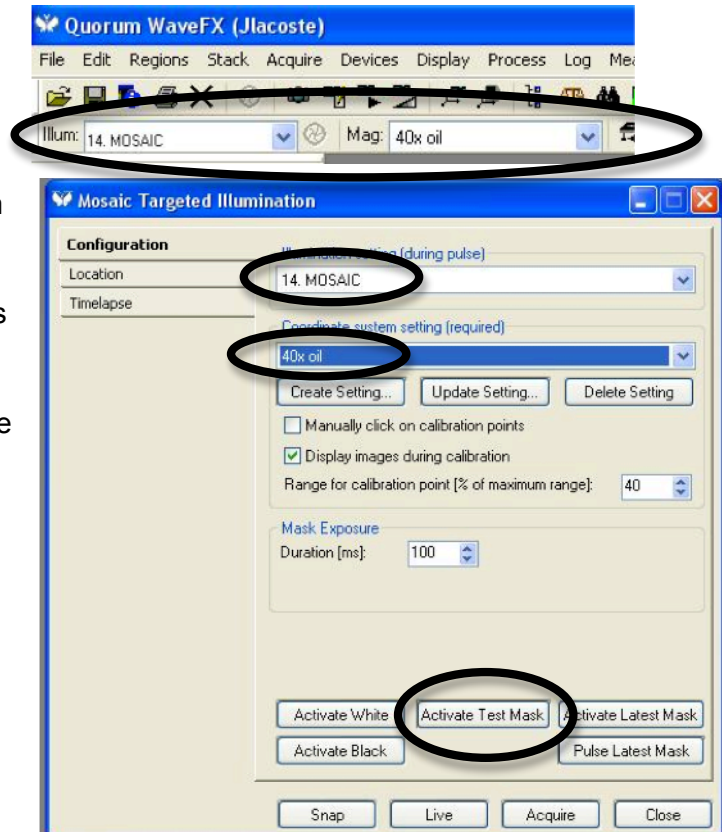 Quorum WaveFX (Jlacoste)
File Edit Regions Stack Acquire Devices Display Process Log Mea
Illum: 14. MOSAIC Mag: 40x oil
Mosaic Targeted Illumination
Configuration
Location
Timelapse
setting (during pulse)
14. MOSAIC
Coordinate system setting (required)
40x oil
Create Setting... Update Setting... Delete Setting
Manually click on calibration points
Display images during calibration
Range for calibration point [% of maximum range]: 40
Mask Exposure
Duration [ms]: 100
Activate White Activate Test Mask Activate Latest Mask
Activate Black Pulse Latest Mask
Snap Live Acquire Close